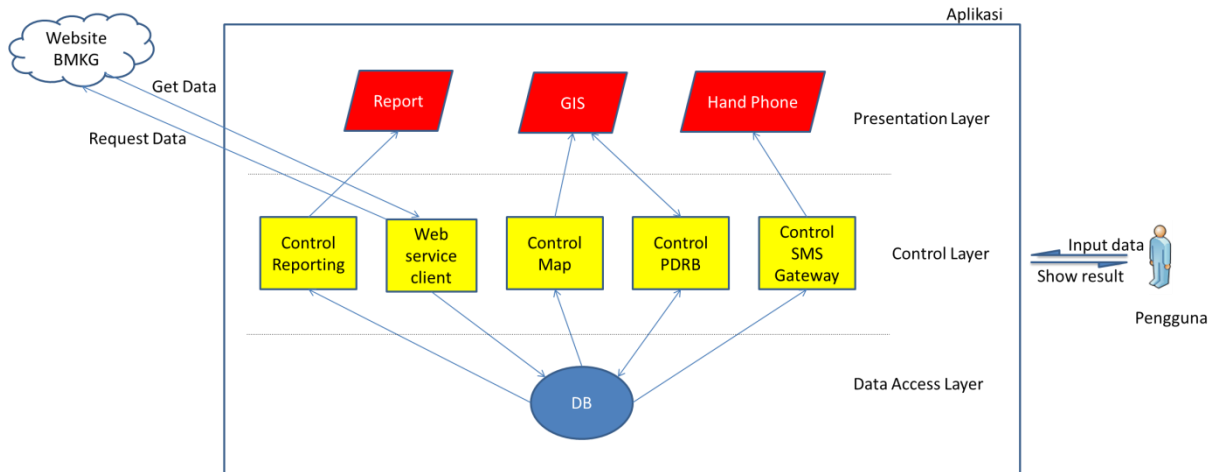 Aplikasi
Website
BMKG
Get Data
Request Data
Report
GIS
Hand Phone
Presentation Layer
Control
Reporting
Web
service
client
Control
Map
Control
PDRB
Control
SMS
Gateway
Control Layer
Input data
Show result
Pengguna
DB
Data Access Layer